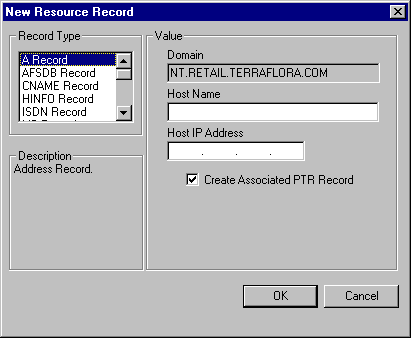 New Resource Record
Record Type
A Record
AFSDB Record
CNAME Record
HINFO Record
ISDN Record
Description
Address Record.
Value
Domain
NT.RETAIL.TERRAFLORA.COM
Host Name
Host IP Address
. . .
Create Associated PTR Record
OK
Cancel